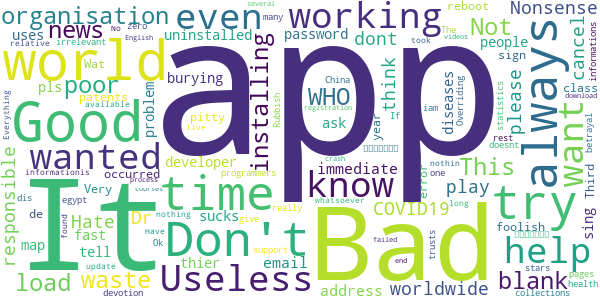 app
It
Bad
world
Good
always
time
try
even
Don't
working
Useless
wanted
want
know
help
organisation
news
poor
WHO
This
blank
load
waste
installing
Not
please
cancel
Nonsense
think
dont
play
responsible
worldwide
COVID19
immediate
uninstalled
burying
developer
occurred
problem
password
people
reboot
address
email
sucks
Hate
fast
tell
map
Very
Dr
ask
year
diseases
error
foolish
sing
sign
Third
class
uses
pls
Wat
de
dis
thier
pitty
patents
available
live
relative
irrelevant
zero
No
English
many
several
took
The
videos
China
registration
If
iam
Overriding
statistics
Rubbish
Everything
informationis
egypt
found
update
devotion
courses
process
Ok
Have
nothing
really
give
support
programmers
crash
whatsoever
one
nothin
doesnt
rest
stars
trusts
long
failed
end
collections
pages
health
betrayal
informations
download